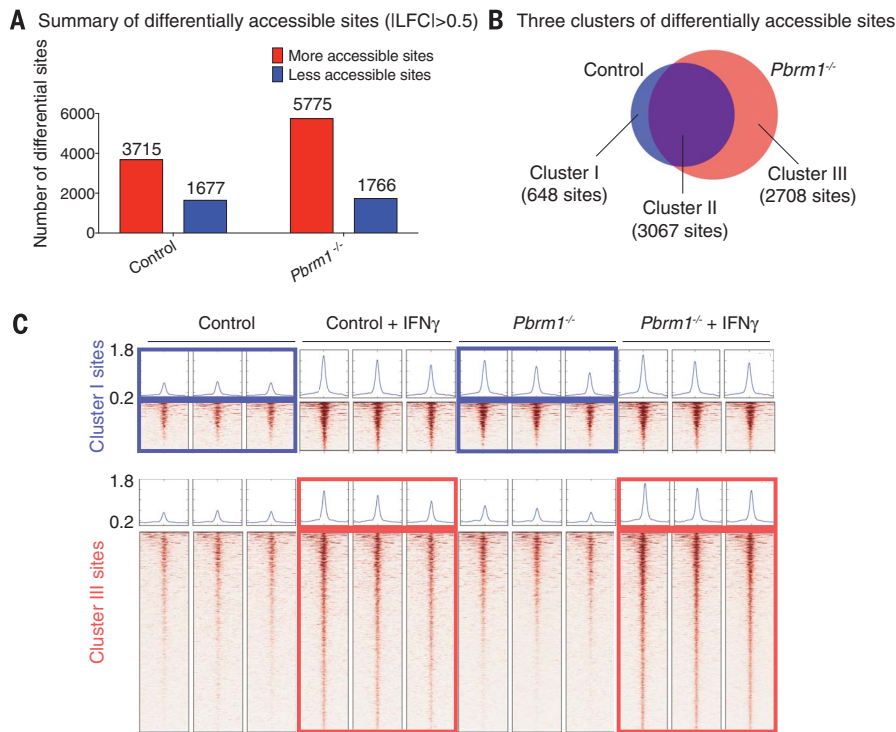 A Summary of differentially accessible sites (|LFC|>0.5)
More accessible sites
Less accessible sites
Number of differential sites
6000
4000
2000
0
3715
1677
5775
1766
Control
Pbrm1-/-
B Three clusters of differentially accessible sites
Control
Pbrm1-/-
Cluster I
(648 sites)
Cluster II
(3067 sites)
Cluster III
(2708 sites)
C
Control
Control + IFNγ
Pbrm1-/-
Pbrm1-/- + IFNγ
Cluster I sites
1.8
0.2
Cluster III sites
1.8
0.2